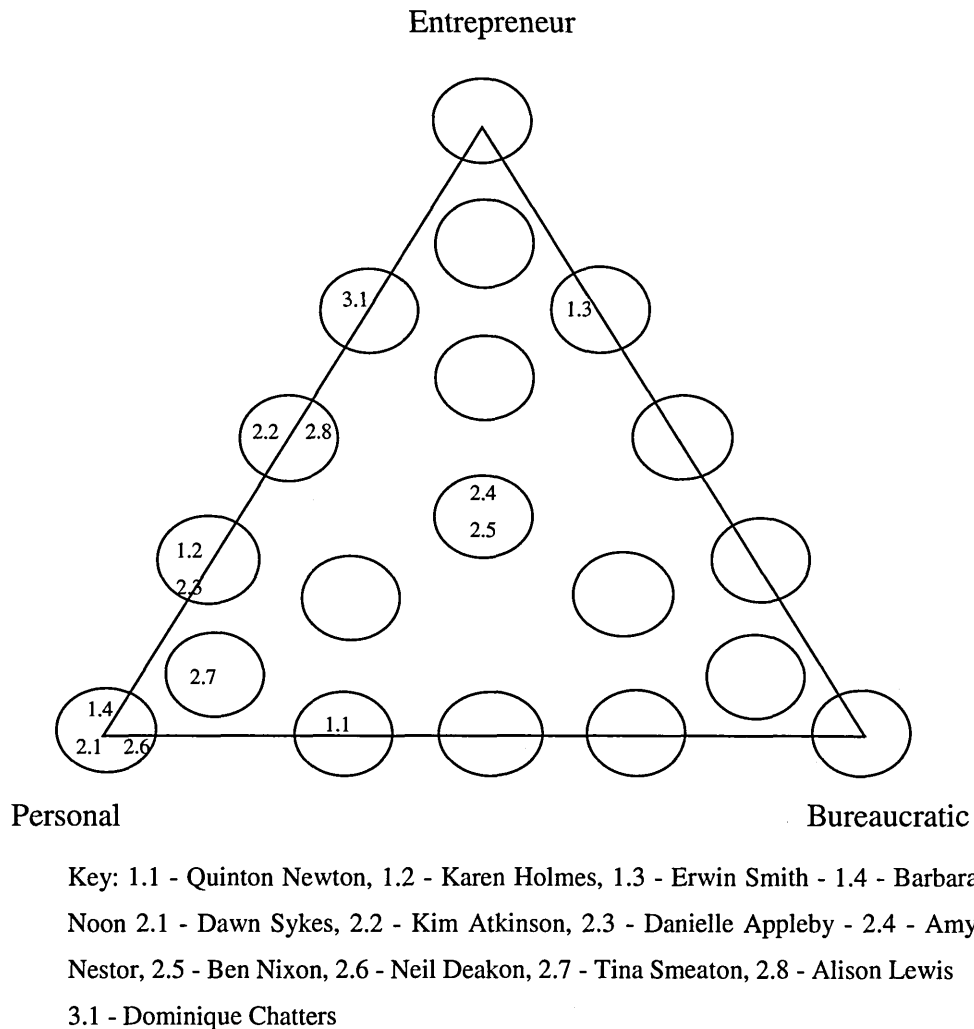 Entrepreneur
3.1
1.3
2.2 2.8
2.4
2.5
1.2
2.3
2.7
1.4
2.1 2.6
1.1
Personal
Bureaucratic
Key: 1.1 - Quinton Newton, 1.2 - Karen Holmes, 1.3 - Erwin Smith - 1.4 - Barbara
Noon 2.1 - Dawn Sykes, 2.2 - Kim Atkinson, 2.3 - Danielle Appleby - 2.4 - Amy
Nestor, 2.5 - Ben Nixon, 2.6 - Neil Deakon, 2.7 - Tina Smeaton, 2.8 - Alison Lewis
3.1 - Dominique Chatters